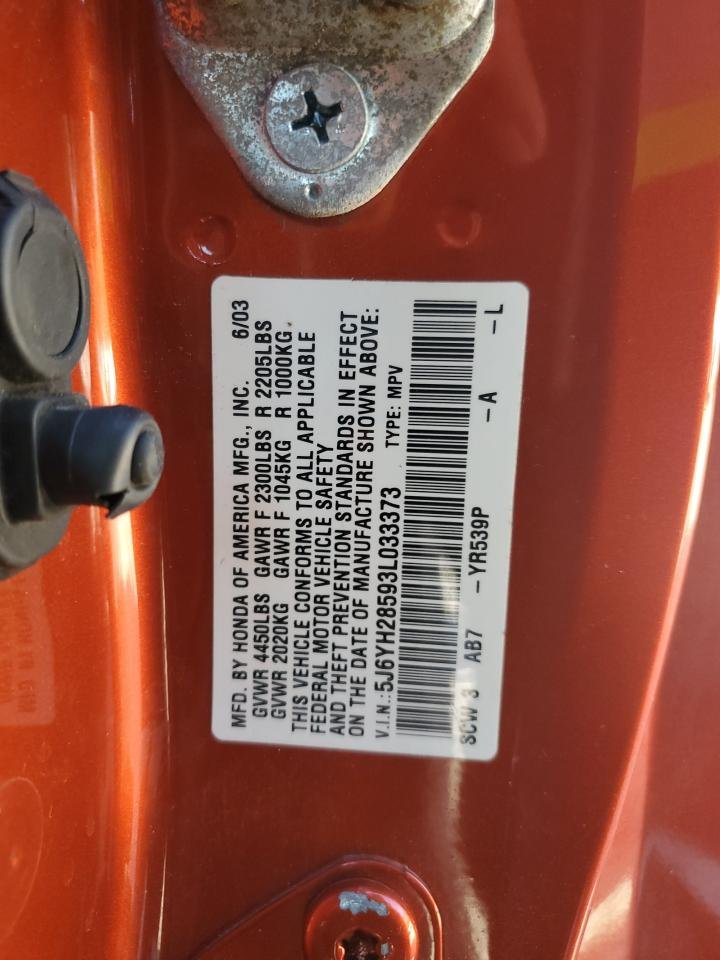 MFD. BY HONDA OF AMERICA MFG., INC. 6/03
GVWR 4450LBS GAWR F 2300LBS R 2205LBS
GVWR 2020KG GAWR F 1045KG R 1000KG
THIS VEHICLE CONFORMS TO ALL APPLICABLE
FEDERAL MOTOR VEHICLE SAFETY
AND THEFT PREVENTION STANDARDS IN EFFECT
ON THE DATE OF MANUFACTURE SHOWN ABOVE:
V.I.N.: 5J6YH28593L033373 TYPE: MPV
SCW 3 AB7 -YR539P -A -L